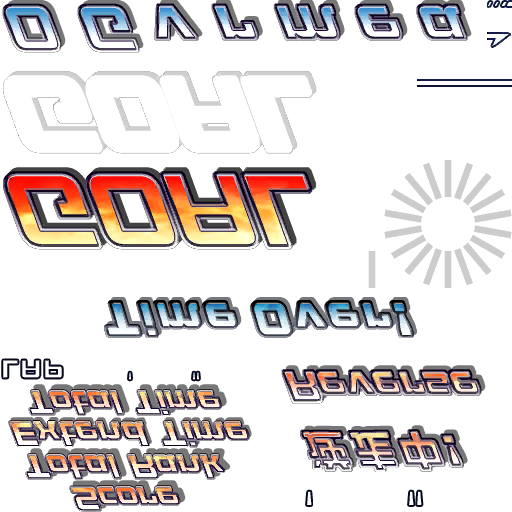 O G v r m e a
GOAL
GOAL
Time Over!
LAP ' "
Total Time
Extend Time
Total Rank
Score
Reverse
逆走中!
' "